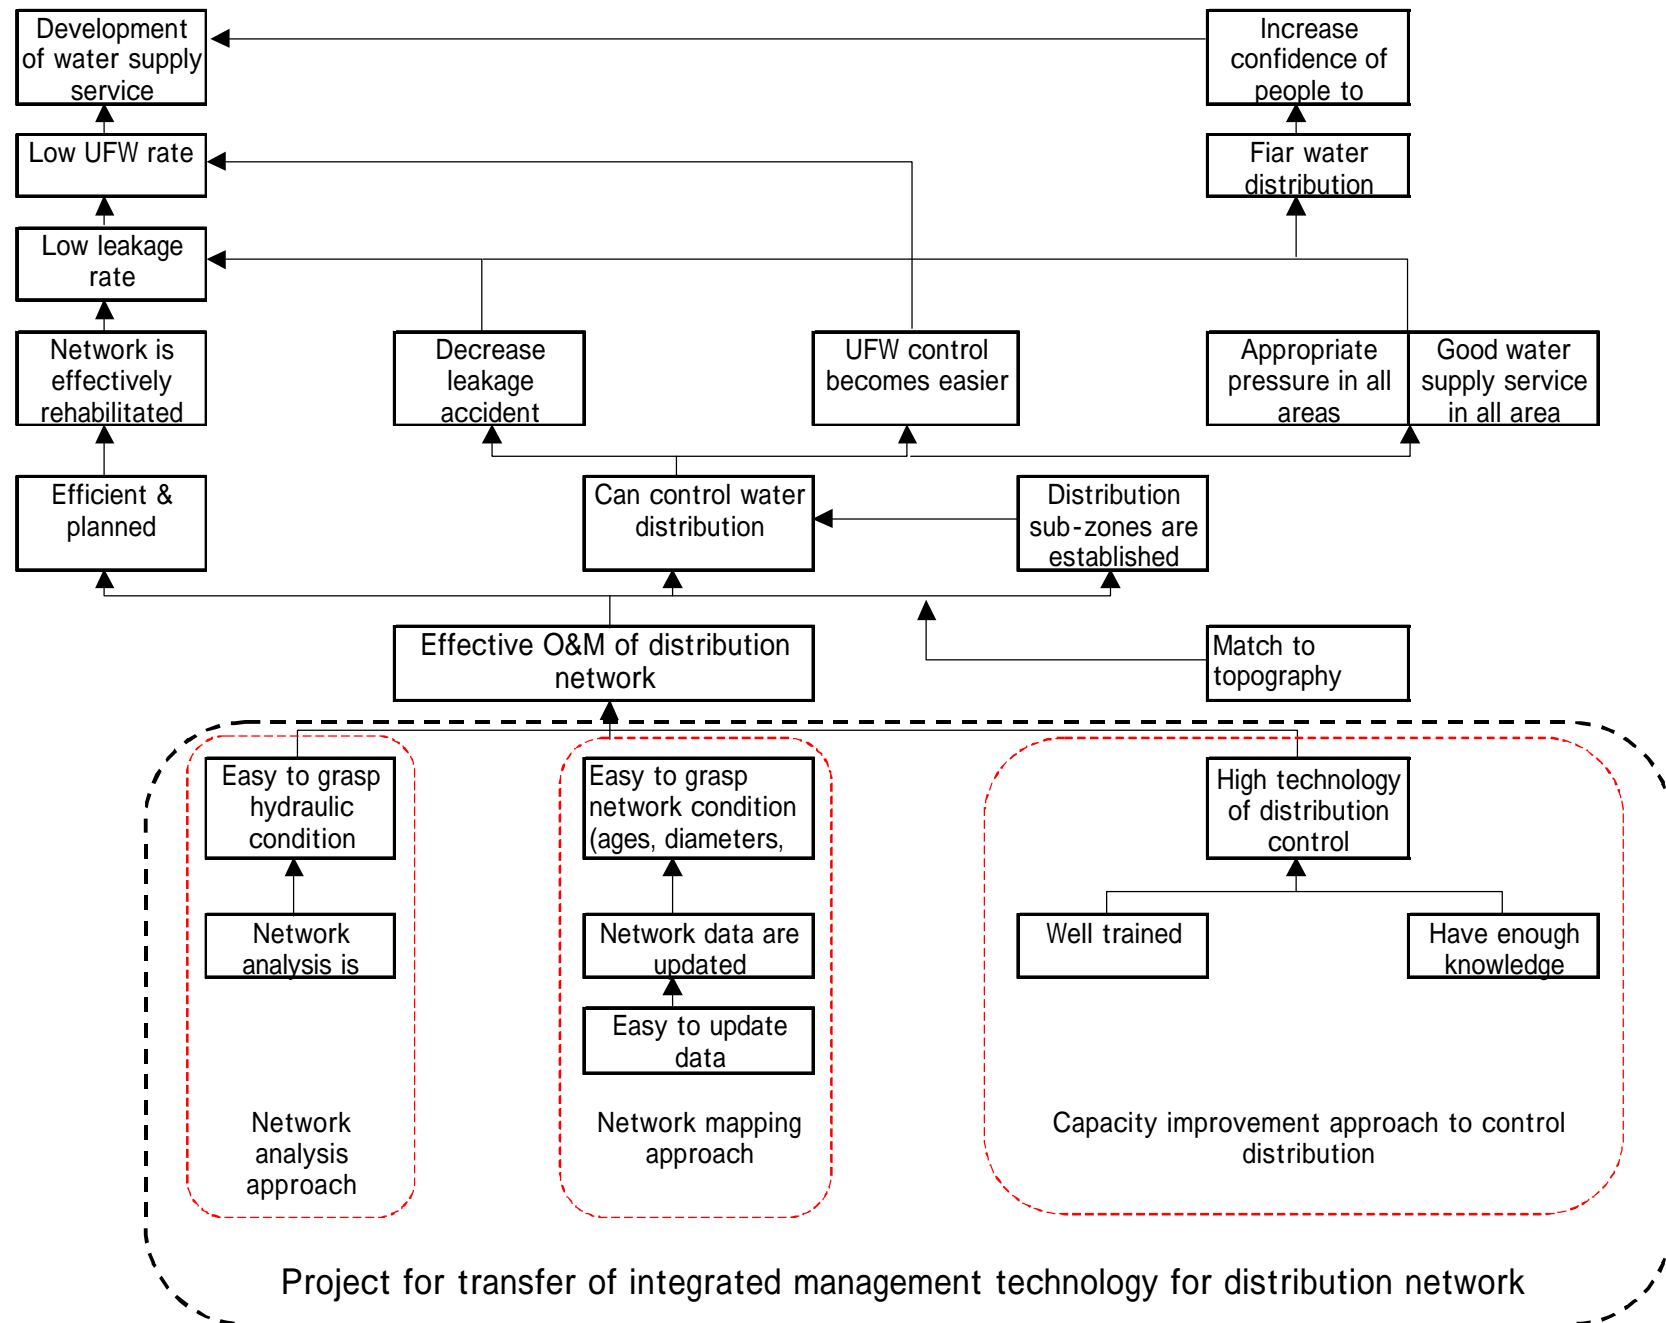 Development
of water supply
service
Increase
confidence of
people to
Low UFW rate
Fiar water
distribution
Low leakage
rate
Network is
effectively
rehabilitated
Decrease
leakage
accident
UFW control
becomes easier
Appropriate
pressure in all
areas
Good water
supply service
in all area
Efficient &
planned
Can control water
distribution
Distribution
sub-zones are
established
Effective O&M of distribution
network
Match to
topography
Easy to grasp
hydraulic
condition
Easy to grasp
network condition
(ages, diameters,
High technology
of distribution
control
Network
analysis is
Network data are
updated
Well trained
Have enough
knowledge
Easy to update
data
Network
analysis
approach
Network mapping
approach
Capacity improvement approach to control
distribution
Project for transfer of integrated management technology for distribution network